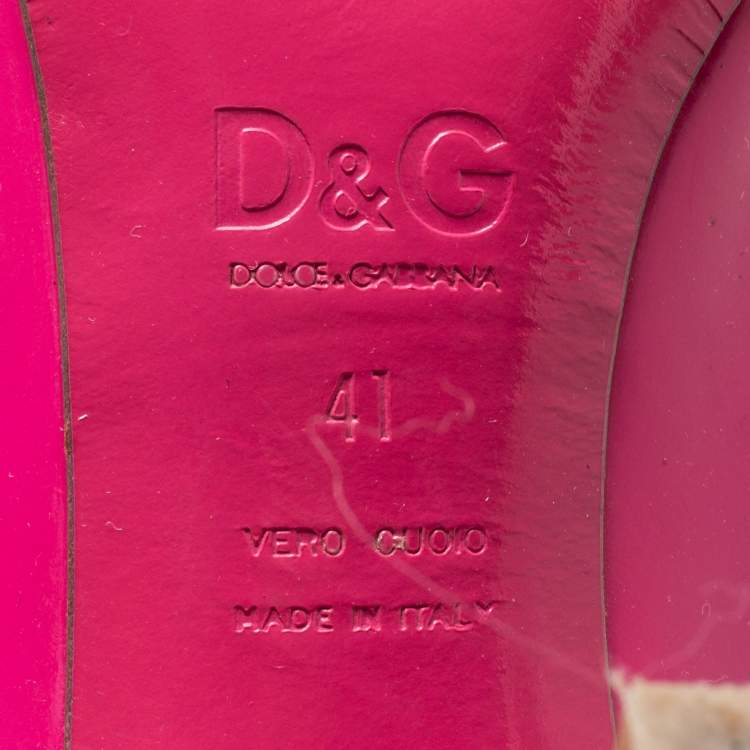 D&G
DOLCE & GABBANA
41
VERO CUOIO
MADE IN ITALY